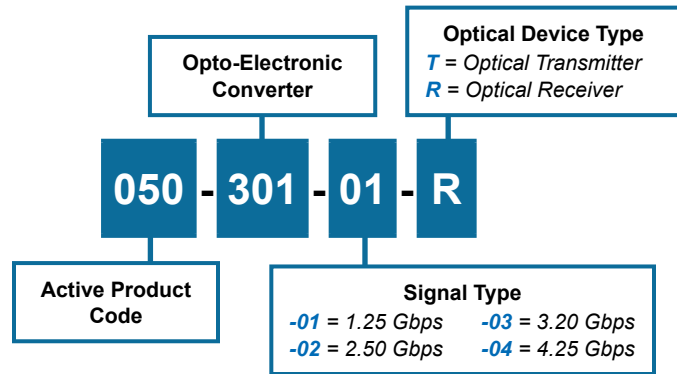 Optical Device Type
T = Optical Transmitter
R = Optical Receiver
Opto-Electronic
Converter
050 - 301 - 01 - R
Active Product
Code
Signal Type
-01 = 1.25 Gbps -03 = 3.20 Gbps
-02 = 2.50 Gbps -04 = 4.25 Gbps